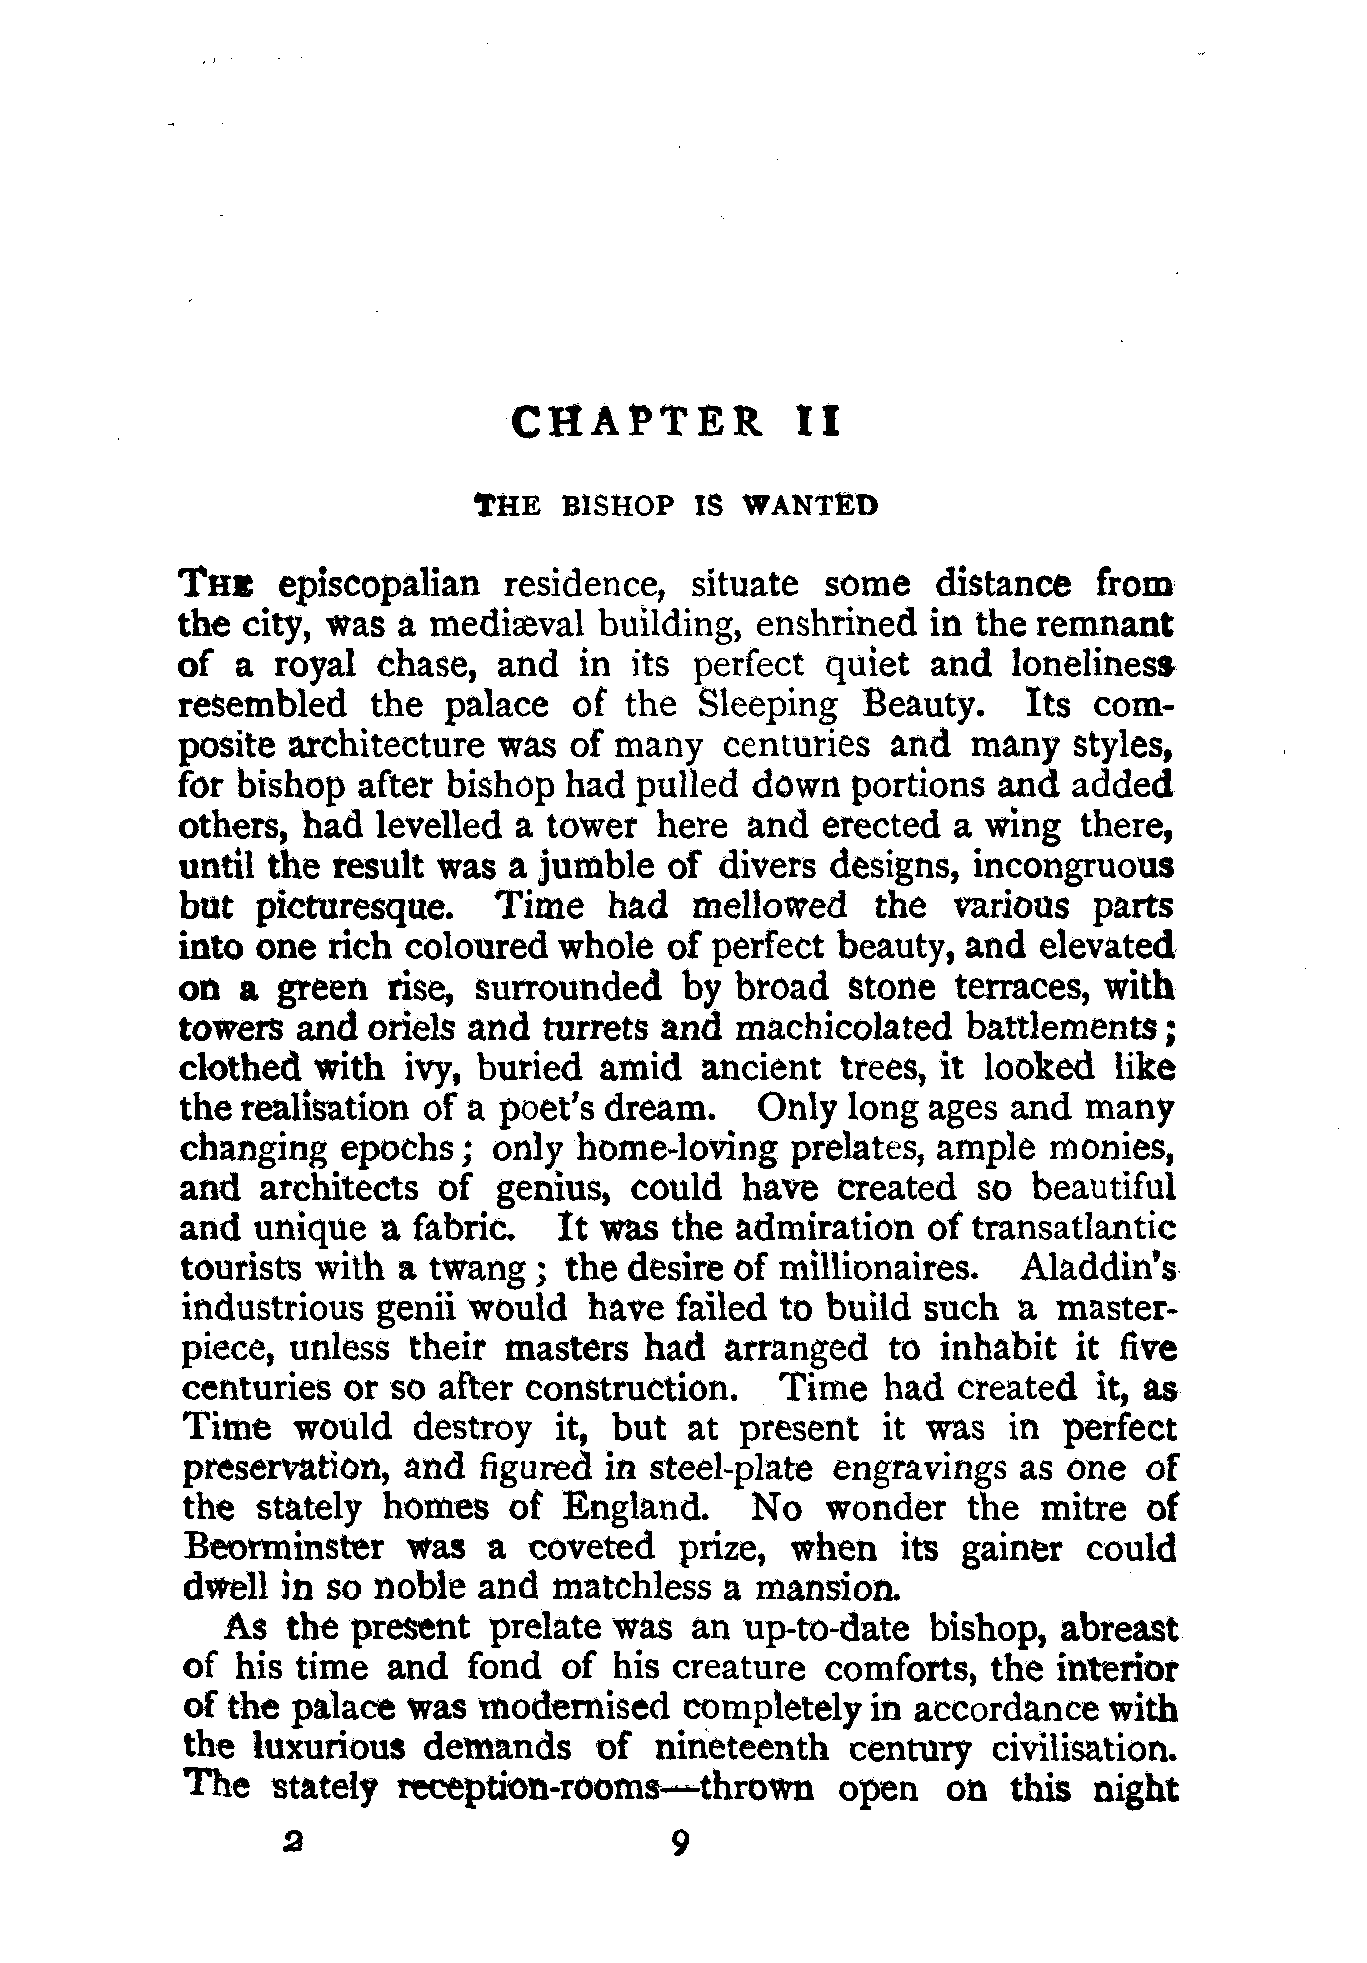 CHAPTER II
THE BISHOP IS WANTED
THE episcopalian residence, situate some distance from
the city, was a mediæval building, enshrined in the remnant
of a royal chase, and in its perfect quiet and loneliness
resembled the palace of the Sleeping Beauty. Its com-
posite architecture was of many centuries and many styles,
for bishop after bishop had pulled down portions and added
others, had levelled a tower here and erected a wing there,
until the result was a jumble of divers designs, incongruous
but picturesque. Time had mellowed the various parts
into one rich coloured whole of perfect beauty, and elevated
on a green rise, surrounded by broad stone terraces, with
towers and oriels and turrets and machicolated battlements;
clothed with ivy, buried amid ancient trees, it looked like
the realisation of a poet's dream. Only long ages and many
changing epochs; only home-loving prelates, ample monies,
and architects of genius, could have created so beautiful
and unique a fabric. It was the admiration of transatlantic
tourists with a twang; the desire of millionaires. Aladdin's
industrious genii would have failed to build such a master-
piece, unless their masters had arranged to inhabit it five
centuries or so after construction. Time had created it, as
Time would destroy it, but at present it was in perfect
preservation, and figured in steel-plate engravings as one of
the stately homes of England. No wonder the mitre of
Beorminster was a coveted prize, when its gainer could
dwell in so noble and matchless a mansion.
As the present prelate was an up-to-date bishop, abreast
of his time and fond of his creature comforts, the interior
of the palace was modernised completely in accordance with
the luxurious demands of nineteenth century civilisation.
The stately reception-rooms—thrown open on this night
2 9